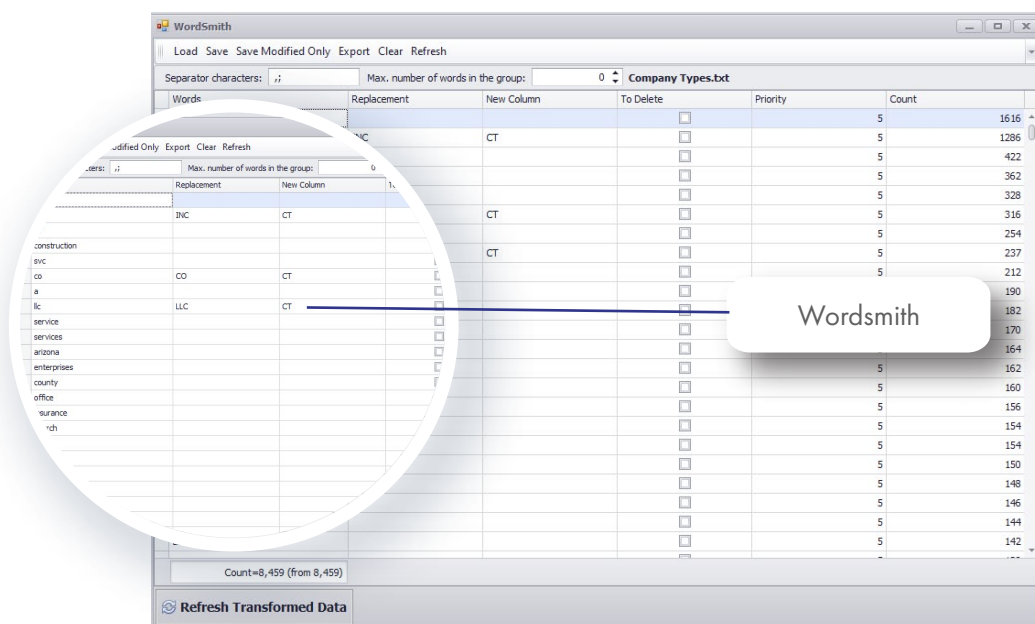 WordSmith
Load Save Save Modified Only Export Clear Refresh
Separator characters: ,; Max. number of words in the group: 0 Company Types.txt
Words Replacement New Column To Delete Priority Count
5 1616
CT 5 1286
5 422
5 362
5 328
CT 5 316
5 254
CT 5 237
5 212
190
182
170
164
5 162
5 160
5 156
5 154
5 154
5 150
5 148
5 146
5 144
5 142
Only Export Clear Refresh
,; Max. number of words in the group: 0
Replacement New Column
INC CT
construction
svc
co CO CT
a
llc LLC CT
service
services
arizona
enterprises
county
office
Wordsmith
Count=8,459 (from 8,459)
Refresh Transformed Data